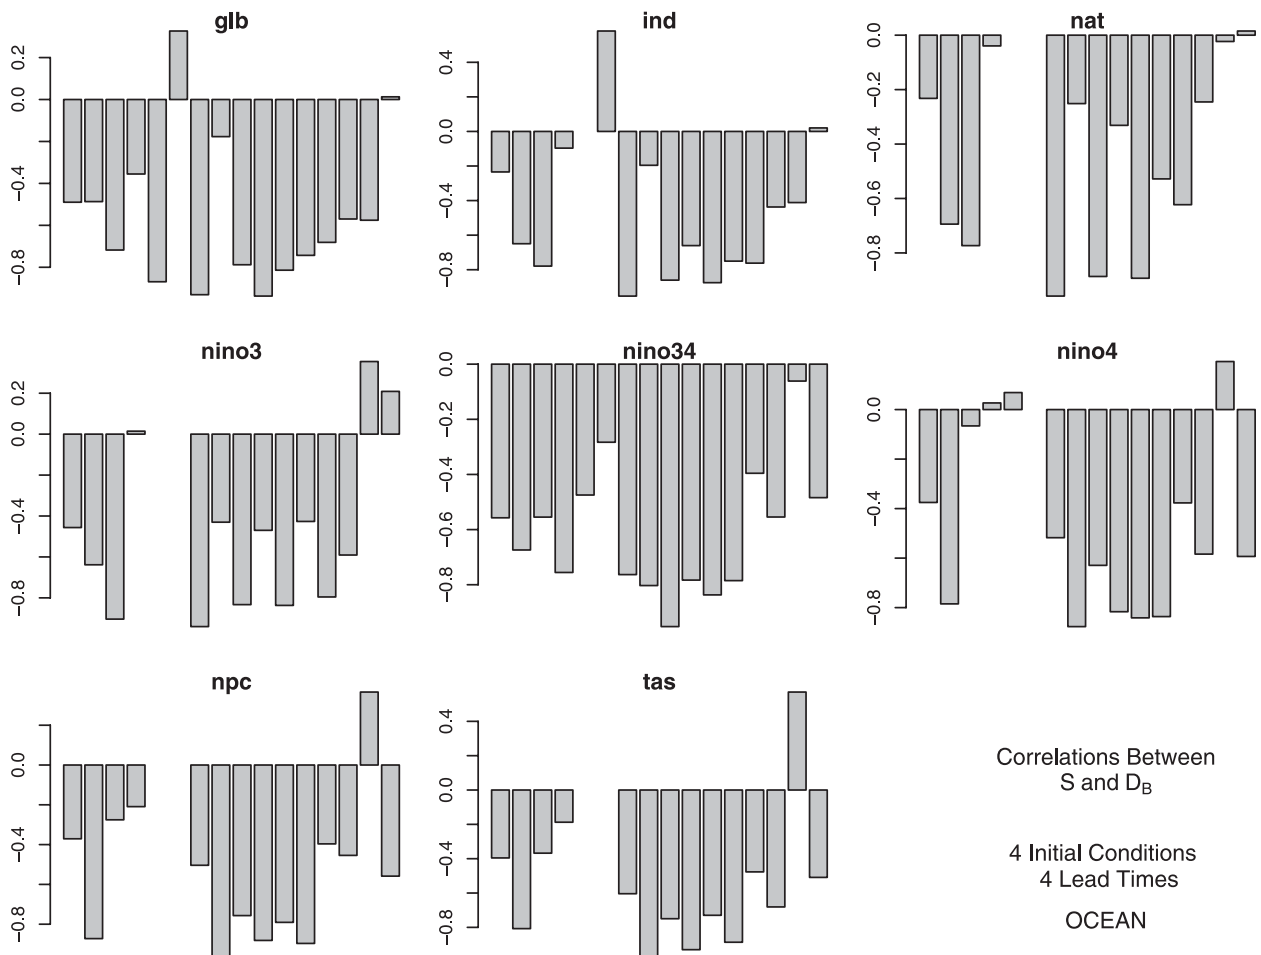 glb
0.2
0.0
−0.4
−0.8
ind
0.4
0.0
−0.4
−0.8
nat
0.0
−0.2
−0.4
−0.6
−0.8
nino3
0.2
0.0
−0.4
−0.8
nino34
0.0
−0.2
−0.4
−0.6
−0.8
nino4
0.0
−0.4
−0.8
npc
0.0
−0.4
−0.8
tas
0.4
0.0
−0.4
−0.8
Correlations Between
S and D_B
4 Initial Conditions
4 Lead Times
OCEAN